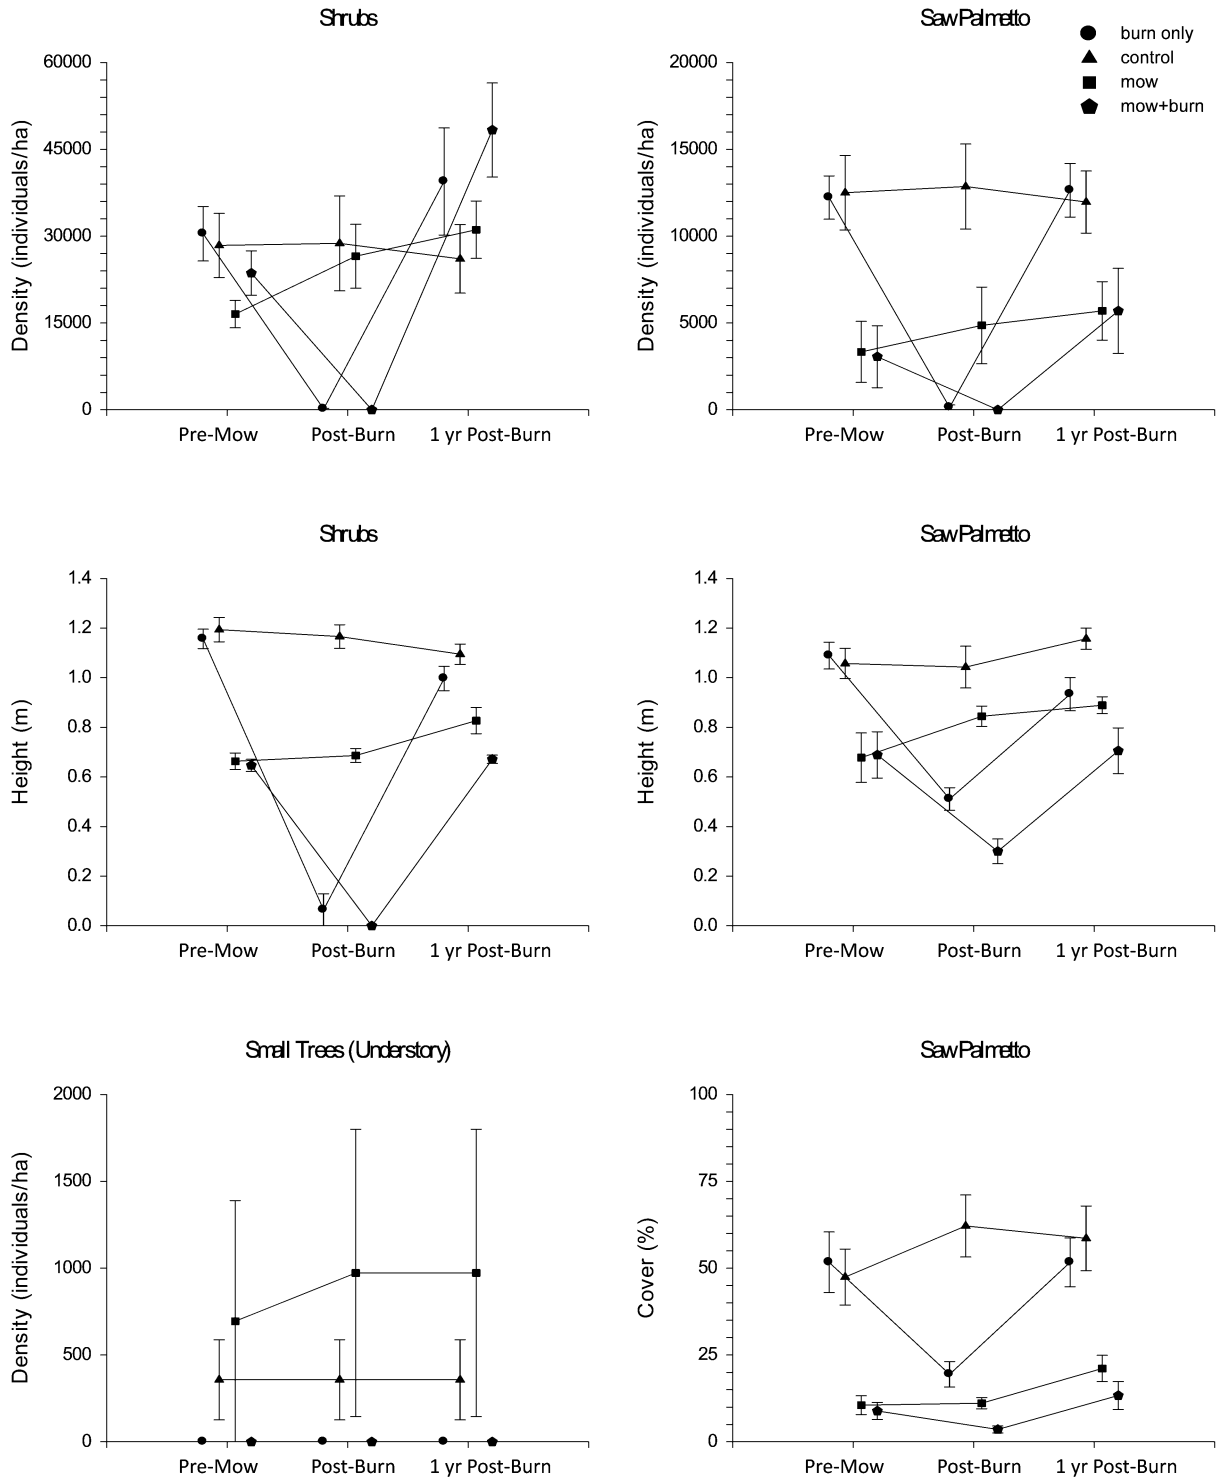 Shrubs
Density (individuals/ha)
60000
45000
30000
15000
0
Pre-Mow Post-Burn 1 yr Post-Burn
Saw Palmetto
Density (individuals/ha)
20000
15000
10000
5000
0
Pre-Mow Post-Burn 1 yr Post-Burn
burn only
control
mow
mow+burn
Shrubs
Height (m)
1.4
1.2
1.0
0.8
0.6
0.4
0.2
0.0
Pre-Mow Post-Burn 1 yr Post-Burn
Saw Palmetto
Height (m)
1.4
1.2
1.0
0.8
0.6
0.4
0.2
0.0
Pre-Mow Post-Burn 1 yr Post-Burn
Small Trees (Understory)
Density (individuals/ha)
2000
1500
1000
500
0
Pre-Mow Post-Burn 1 yr Post-Burn
Saw Palmetto
Cover (%)
100
75
50
25
0
Pre-Mow Post-Burn 1 yr Post-Burn